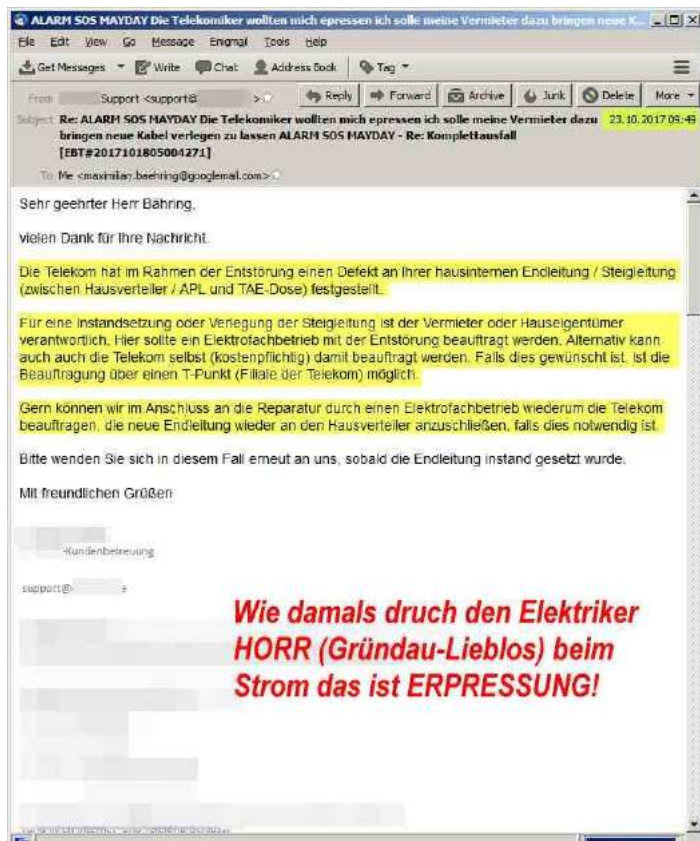 ALARM SOS MAYDAY Die Telekomiker wollten mich epressen ich solle meine Vermieter dazu bringen neue K...
File Edit View Go Message Enigmail Tools Help
Get Messages Write Chat Address Book Tag
From Support <support@ > Reply Forward Archive Junk Delete More
Subject Re: ALARM SOS MAYDAY Die Telekomiker wollten mich epressen ich solle meine Vermieter dazu 23.10.2017 09:49
bringen neue Kabel verlegen zu lassen ALARM SOS MAYDAY - Re: Komplettausfall
[EBT#2017101805004271]
To Me <maximilian.baehring@googlemail.com>
Sehr geehrter Herr Bähring,
vielen Dank für Ihre Nachricht.
Die Telekom hat im Rahmen der Entstörung einen Defekt an Ihrer hausinternen Endleitung / Steigleitung
(zwischen Hausverteiler / APL und TAE-Dose) festgestellt.
Für eine Instandsetzung oder Verlegung der Steigleitung ist der Vermieter oder Hauseigentümer
verantwortlich. Hier sollte ein Elektrofachbetrieb mit der Entstörung beauftragt werden. Alternativ kann
auch auch die Telekom selbst (kostenpflichtig) damit beauftragt werden. Falls dies gewünscht ist, ist die
Beauftragung über einen T-Punkt (Filiale der Telekom) möglich.
Gern können wir im Anschluss an die Reparatur durch einen Elektrofachbetrieb wiederum die Telekom
beauftragen, die neue Endleitung wieder an den Hausverteiler anzuschließen, falls dies notwendig ist.
Bitte wenden Sie sich in diesem Fall erneut an uns, sobald die Endleitung instand gesetzt wurde.
Mit freundlichen Grüßen
-Kundenbetreuung
support@
Wie damals druch den Elektriker
HORR (Gründau-Lieblos) beim
Strom das ist ERPRESSUNG!